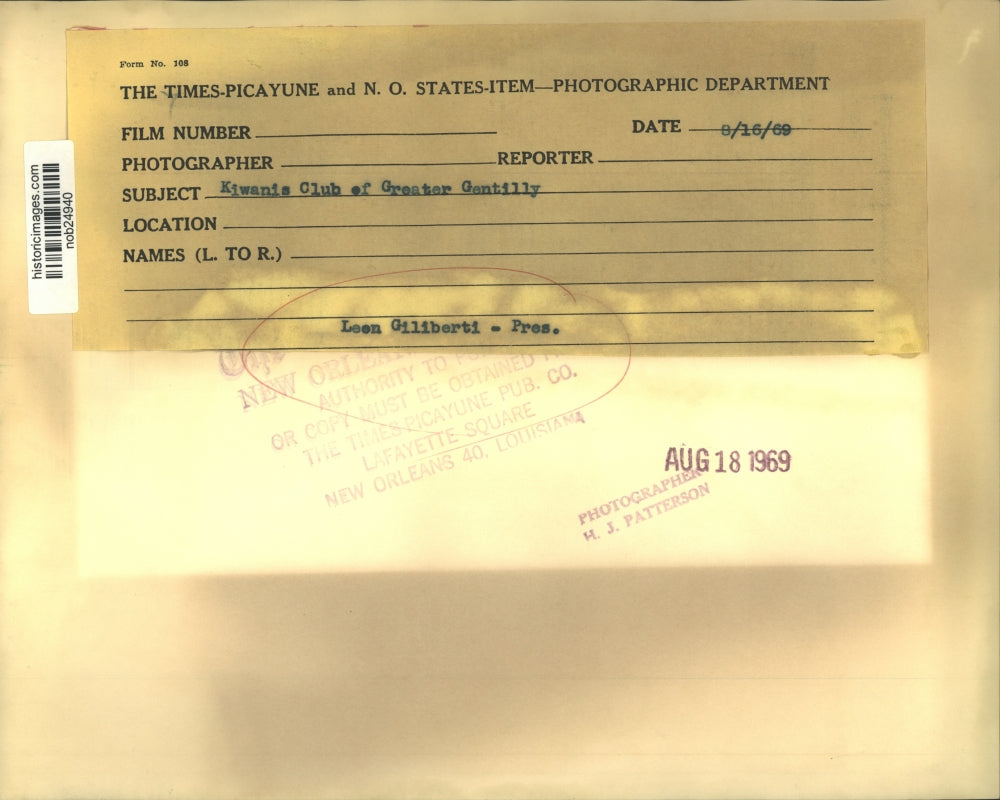 Form No. 108
THE TIMES-PICAYUNE and N. O. STATES-ITEM—PHOTOGRAPHIC DEPARTMENT
FILM NUMBER
DATE 8/16/69
PHOTOGRAPHER
REPORTER
SUBJECT Kiwanis Club of Greater Gentilly
LOCATION
NAMES (L. TO R.)
Leon Giliberti - Pres.
NEW ORLEANS
AUTHORITY TO
OR COPY MUST BE OBTAINED
THE TIMES-PICAYUNE PUB. CO.
LAFAYETTE SQUARE
NEW ORLEANS 40, LOUISIANA
AUG 18 1969
PHOTOGRAPHER
H. J. PATTERSON
historicimages.com
nob24940